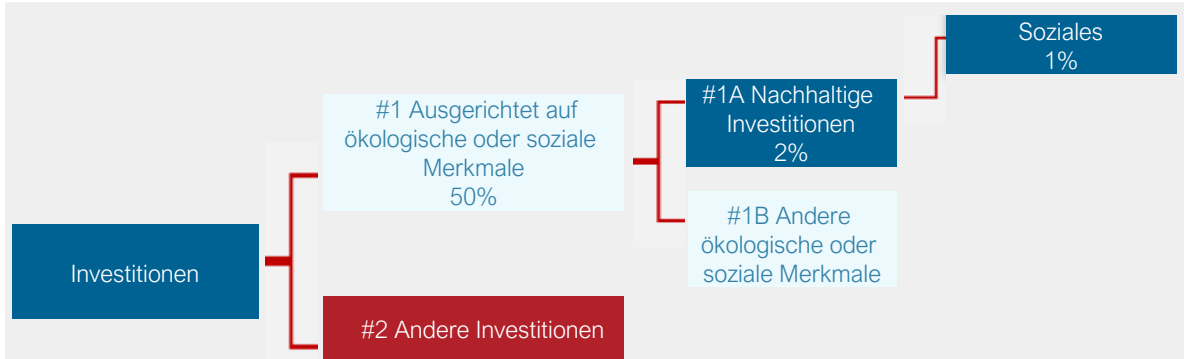 Soziales
1%
#1A Nachhaltige
Investitionen
2%
#1 Ausgerichtet auf
ökologische oder soziale
Merkmale
50%
#1B Andere
ökologische oder
soziale Merkmale
Investitionen
#2 Andere Investitionen